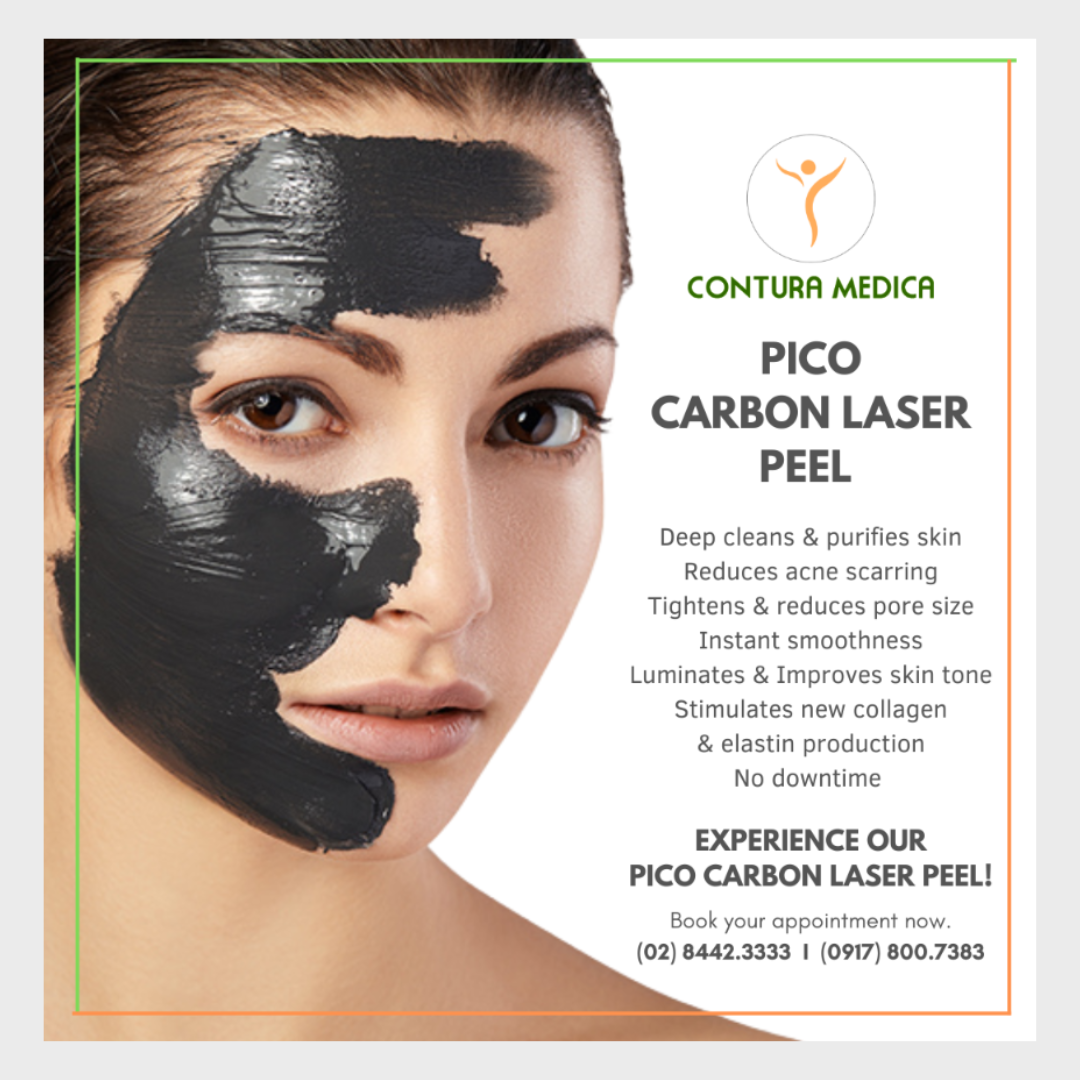 CONTURA MEDICA
PICO
CARBON LASER
PEEL
Deep cleans & purifies skin
Reduces acne scarring
Tightens & reduces pore size
Instant smoothness
Luminates & Improves skin tone
Stimulates new collagen
& elastin production
No downtime
EXPERIENCE OUR
PICO CARBON LASER PEEL!
Book your appointment now.
(02) 8442.3333 I (0917) 800.7383